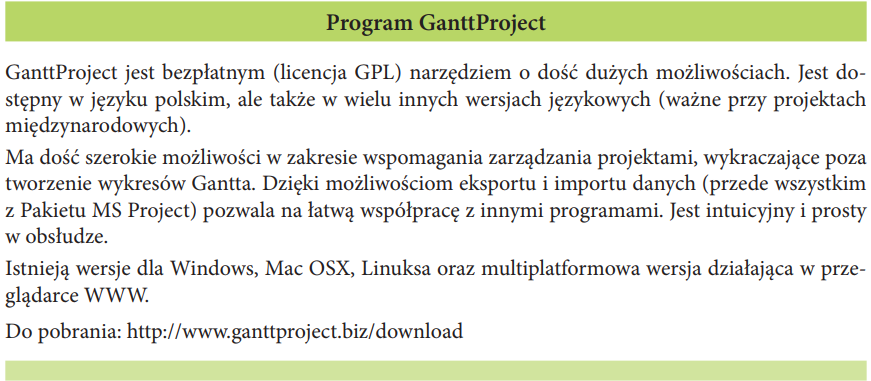 Program GanttProject
GanttProject jest bezpłatnym (licencja GPL) narzędziem o dość dużych możliwościach. Jest do-
stępny w języku polskim, ale także w wielu innych wersjach językowych (ważne przy projektach
międzynarodowych).
Ma dość szerokie możliwości w zakresie wspomagania zarządzania projektami, wykraczające poza
tworzenie wykresów Gantta. Dzięki możliwościom eksportu i importu danych (przede wszystkim
z Pakietu MS Project) pozwala na łatwą współpracę z innymi programami. Jest intuicyjny i prosty
w obsłudze.
Istnieją wersje dla Windows, Mac OSX, Linuksa oraz multiplatformowa wersja działająca w prze-
glądarce WWW.
Do pobrania: http://www.ganttproject.biz/download